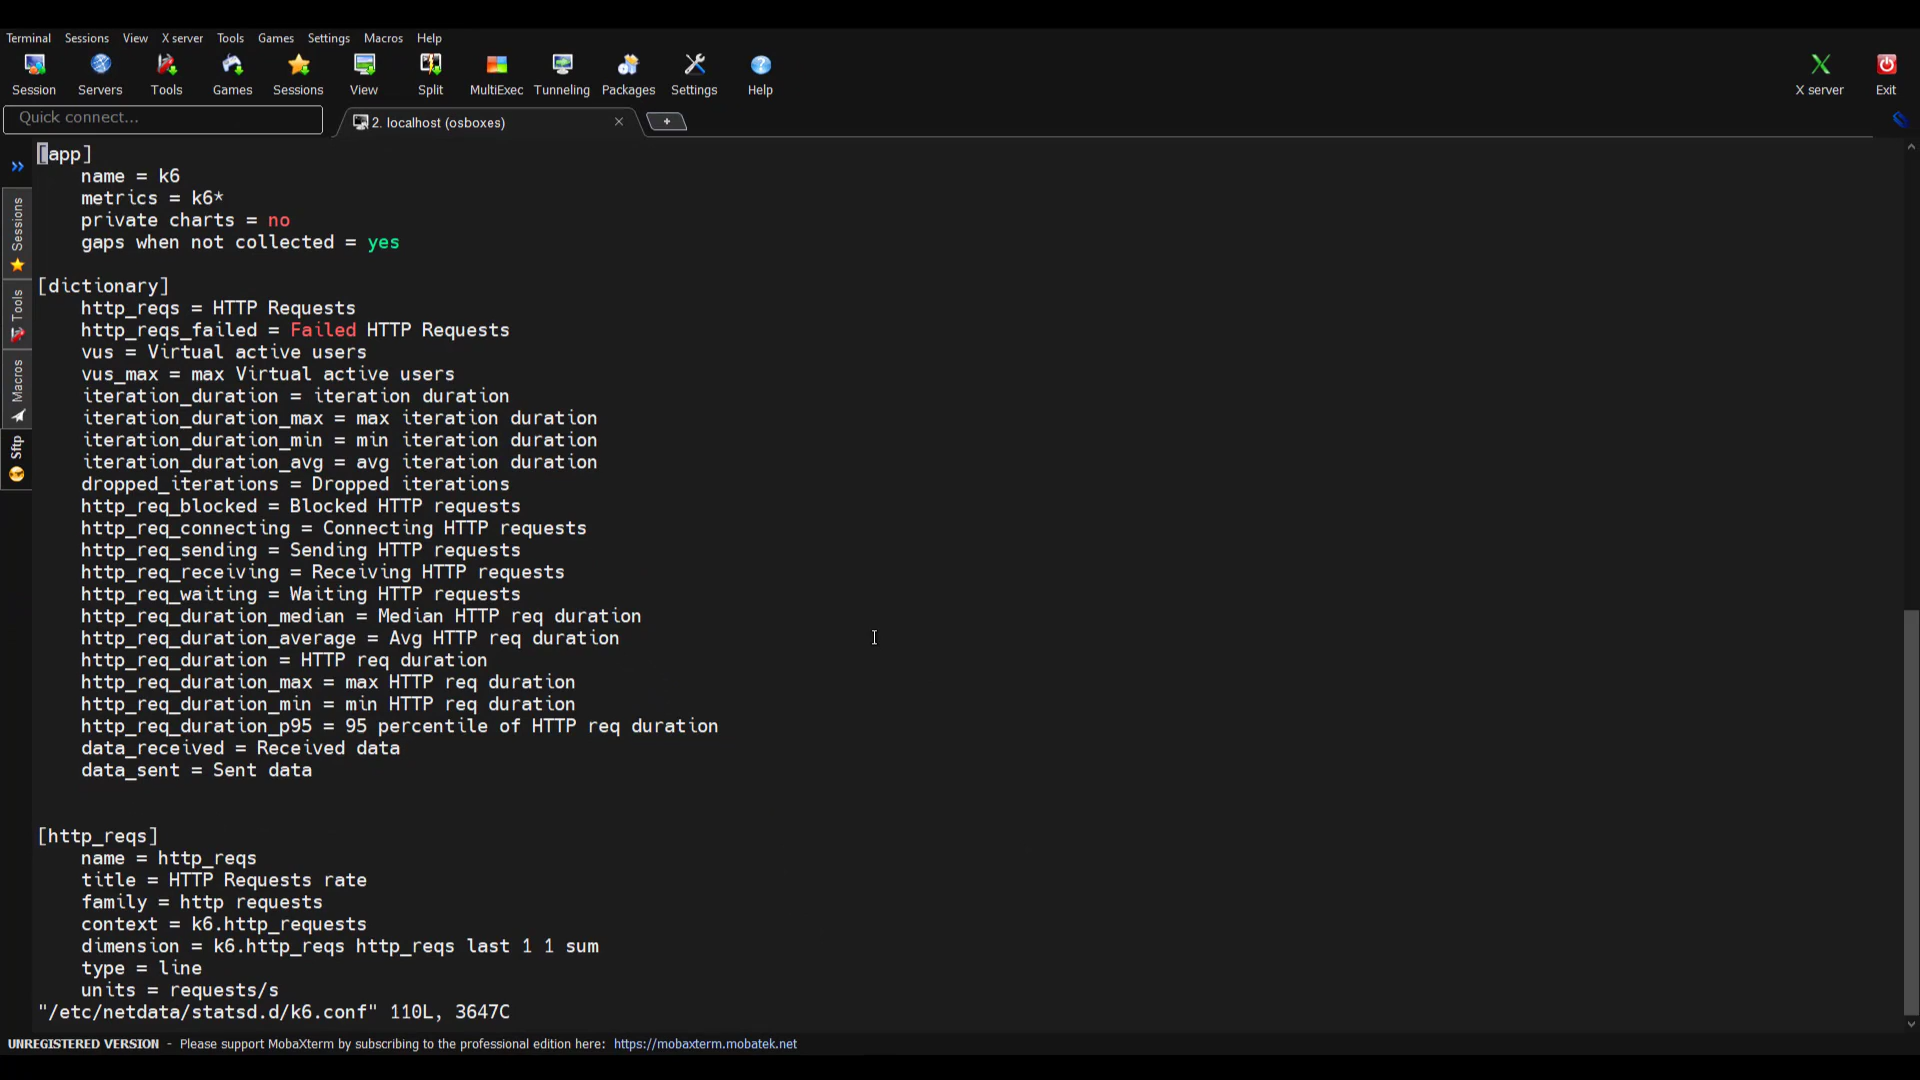 Terminal Sessions View X server Tools Games Settings Macros Help
Session Servers Tools Games Sessions View Split MultiExec Tunneling Packages Settings Help X server Exit
Quick connect...
2. localhost (osboxes)
Sessions
Tools
Macros
Sftp
[app]
name = k6
metrics = k6*
private charts = no
gaps when not collected = yes
[dictionary]
http_reqs = HTTP Requests
http_reqs_failed = Failed HTTP Requests
vus = Virtual active users
vus_max = max Virtual active users
iteration_duration = iteration duration
iteration_duration_max = max iteration duration
iteration_duration_min = min iteration duration
iteration_duration_avg = avg iteration duration
dropped_iterations = Dropped iterations
http_req_blocked = Blocked HTTP requests
http_req_connecting = Connecting HTTP requests
http_req_sending = Sending HTTP requests
http_req_receiving = Receiving HTTP requests
http_req_waiting = Waiting HTTP requests
http_req_duration_median = Median HTTP req duration
http_req_duration_average = Avg HTTP req duration
http_req_duration = HTTP req duration
http_req_duration_max = max HTTP req duration
http_req_duration_min = min HTTP req duration
http_req_duration_p95 = 95 percentile of HTTP req duration
data_received = Received data
data_sent = Sent data
[http_reqs]
name = http_reqs
title = HTTP Requests rate
family = http requests
context = k6.http_requests
dimension = k6.http_reqs http_reqs last 1 1 sum
type = line
units = requests/s
"/etc/netdata/statsd.d/k6.conf" 110L, 3647C
UNREGISTERED VERSION - Please support MobaXterm by subscribing to the professional edition here: https://mobaxterm.mobatek.net